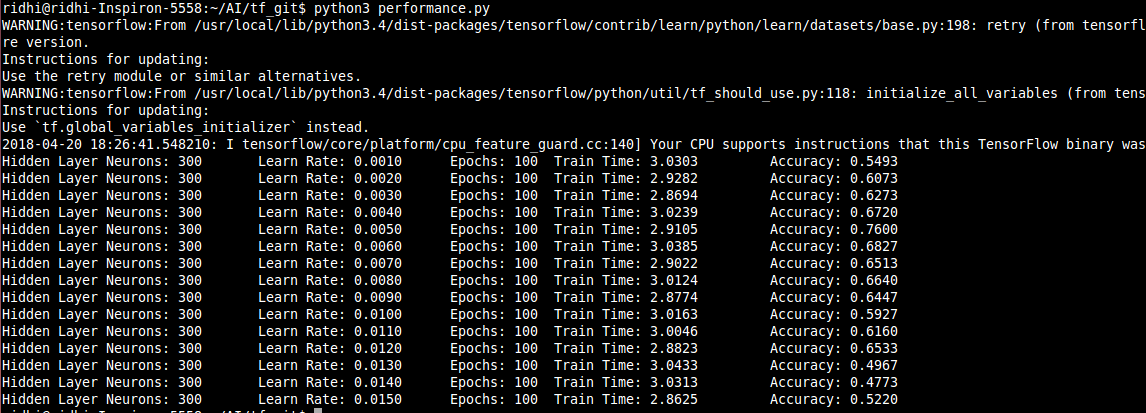 ridhi@ridhi-Inspiron-5558:~/AI/tf_git$ python3 performance.py
WARNING:tensorflow:From /usr/local/lib/python3.4/dist-packages/tensorflow/contrib/learn/python/learn/datasets/base.py:198: retry (from tensorfl
re version.
Instructions for updating:
Use the retry module or similar alternatives.
WARNING:tensorflow:From /usr/local/lib/python3.4/dist-packages/tensorflow/python/util/tf_should_use.py:118: initialize_all_variables (from tens
Instructions for updating:
Use `tf.global_variables_initializer` instead.
2018-04-20 18:26:41.548210: I tensorflow/core/platform/cpu_feature_guard.cc:140] Your CPU supports instructions that this TensorFlow binary was
Hidden Layer Neurons: 300 Learn Rate: 0.0010 Epochs: 100 Train Time: 3.0303 Accuracy: 0.5493
Hidden Layer Neurons: 300 Learn Rate: 0.0020 Epochs: 100 Train Time: 2.9282 Accuracy: 0.6073
Hidden Layer Neurons: 300 Learn Rate: 0.0030 Epochs: 100 Train Time: 2.8694 Accuracy: 0.6273
Hidden Layer Neurons: 300 Learn Rate: 0.0040 Epochs: 100 Train Time: 3.0239 Accuracy: 0.6720
Hidden Layer Neurons: 300 Learn Rate: 0.0050 Epochs: 100 Train Time: 2.9105 Accuracy: 0.7600
Hidden Layer Neurons: 300 Learn Rate: 0.0060 Epochs: 100 Train Time: 3.0385 Accuracy: 0.6827
Hidden Layer Neurons: 300 Learn Rate: 0.0070 Epochs: 100 Train Time: 2.9022 Accuracy: 0.6513
Hidden Layer Neurons: 300 Learn Rate: 0.0080 Epochs: 100 Train Time: 3.0124 Accuracy: 0.6640
Hidden Layer Neurons: 300 Learn Rate: 0.0090 Epochs: 100 Train Time: 2.8774 Accuracy: 0.6447
Hidden Layer Neurons: 300 Learn Rate: 0.0100 Epochs: 100 Train Time: 3.0163 Accuracy: 0.5927
Hidden Layer Neurons: 300 Learn Rate: 0.0110 Epochs: 100 Train Time: 3.0046 Accuracy: 0.6160
Hidden Layer Neurons: 300 Learn Rate: 0.0120 Epochs: 100 Train Time: 2.8823 Accuracy: 0.6533
Hidden Layer Neurons: 300 Learn Rate: 0.0130 Epochs: 100 Train Time: 3.0433 Accuracy: 0.4967
Hidden Layer Neurons: 300 Learn Rate: 0.0140 Epochs: 100 Train Time: 3.0313 Accuracy: 0.4773
Hidden Layer Neurons: 300 Learn Rate: 0.0150 Epochs: 100 Train Time: 2.8625 Accuracy: 0.5220
ridhi@ridhi-Inspiron-5558:~/AI/tf_git$